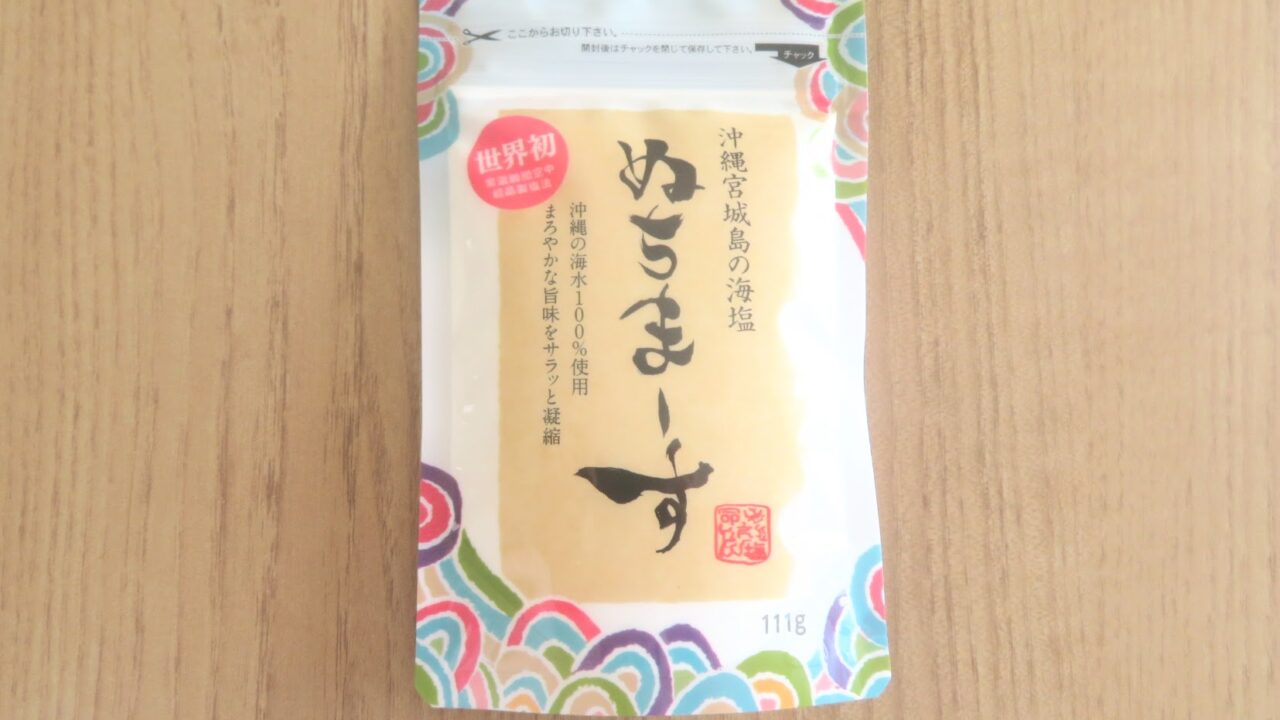 ここからお切り下さい。
開封後はチャックを閉じて保存して下さい。
チャック
世界初
沖縄宮城島の海塩
ぬちまーす
沖縄の海水100%使用
まろやかな旨味をサラッと凝縮
111g